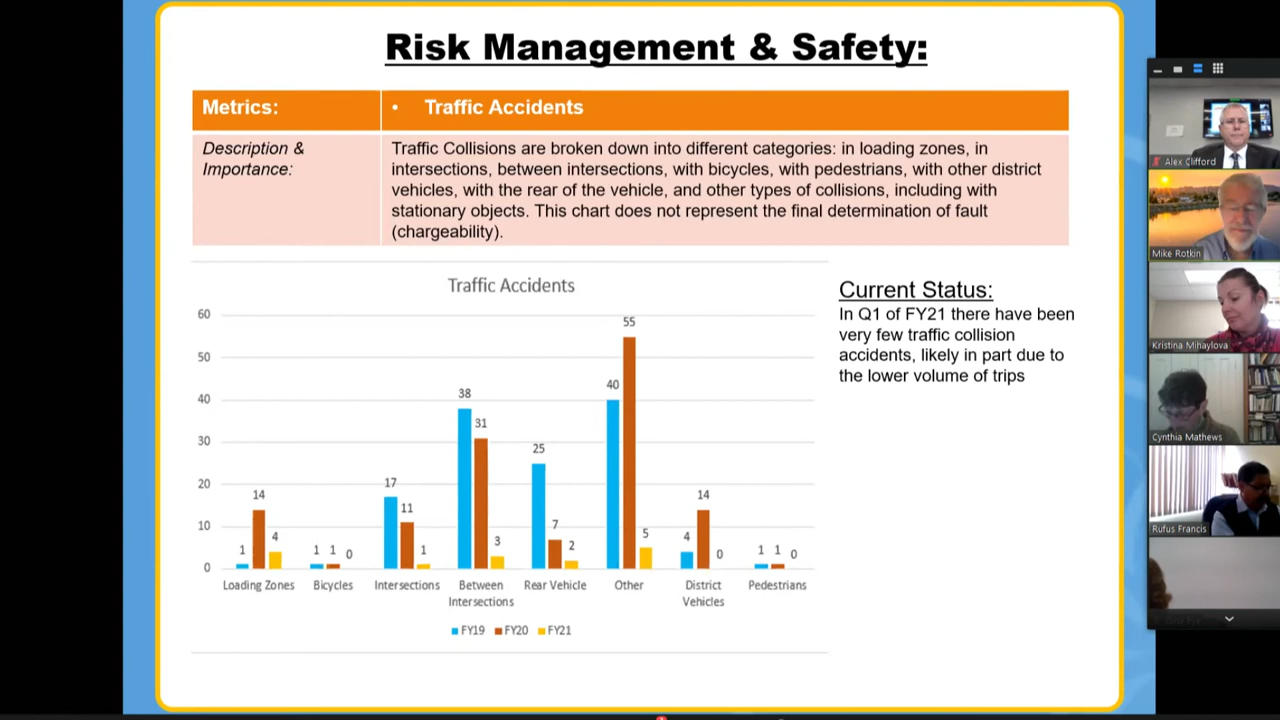 Risk Management & Safety:
Metrics:
• Traffic Accidents
Description &
Importance:
Traffic Collisions are broken down into different categories: in loading zones, in
intersections, between intersections, with bicycles, with pedestrians, with other district
vehicles, with the rear of the vehicle, and other types of collisions, including with
stationary objects. This chart does not represent the final determination of fault
(chargeability).
Traffic Accidents
60
50
40
30
20
10
0
1 14 4
1 1 0
17 11 1
38 31 3
25 7 2
40 55 5
4 14 0
1 1 0
Loading Zones
Bicycles
Intersections
Between
Intersections
Rear Vehicle
Other
District
Vehicles
Pedestrians
FY19 FY20 FY21
Current Status:
In Q1 of FY21 there have been
very few traffic collision
accidents, likely in part due to
the lower volume of trips
Alex Clifford
Mike Rotkin
Kristina Mihaylova
Cynthia Mathews
Rufus Francis